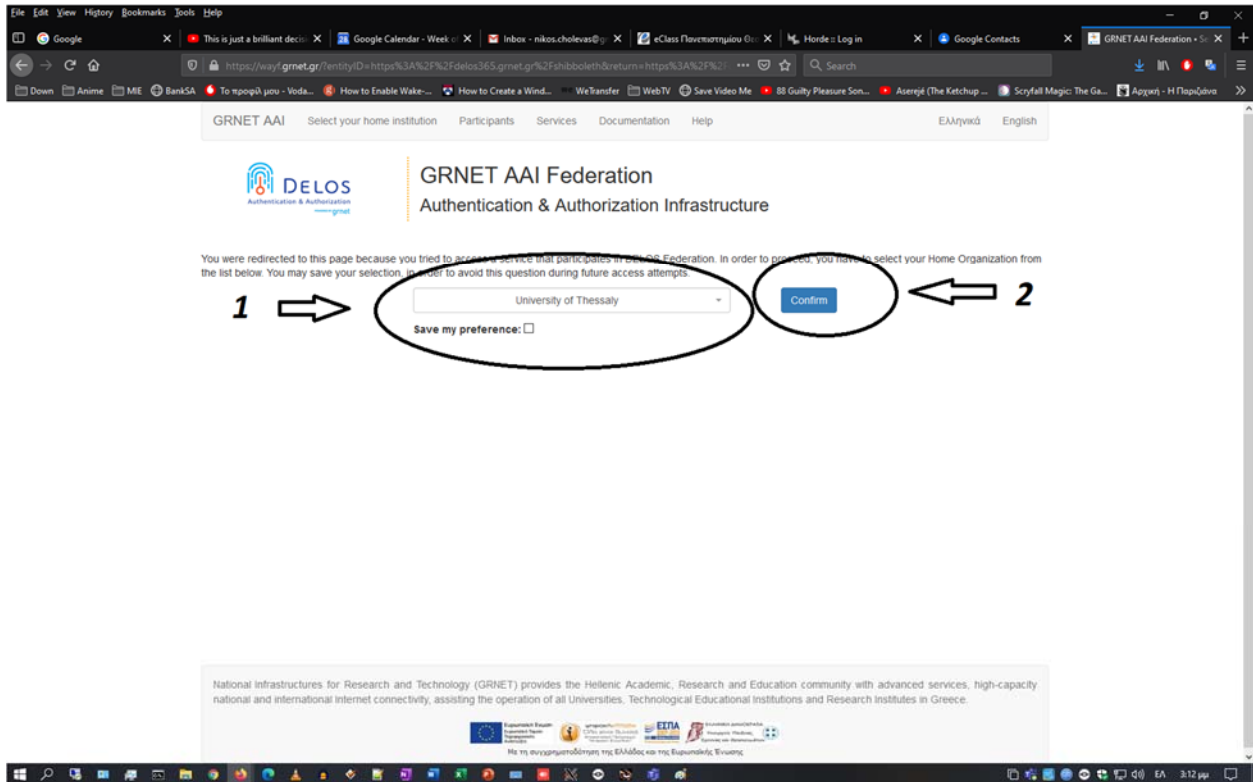 File Edit View History Bookmarks Tools Help
Google
This is just a brilliant decisi
Google Calendar - Week of
Inbox - nikos.cholevas@gr
eClass Πανεπιστημίου Θεσ
Horde :: Log in
Google Contacts
GRNET AAI Federation • Se
https://wayf.grnet.gr/?entityID=https%3A%2F%2Fdelos365.grnet.gr%2Fshibboleth&return=https%3A%2F%2F
Search
Down Anime MIE BankSA Το προφίλ μου - Voda... How to Enable Wake-... How to Create a Wind... WeTransfer WebTV Save Video Me 88 Guilty Pleasure Son... Aserejé (The Ketchup ... Scryfall Magic: The Ga... Αρχική - Η Παριζιάνα
GRNET AAI Select your home institution Participants Services Documentation Help Ελληνικά English
DELOS
Authentication & Authorization
grnet
GRNET AAI Federation
Authentication & Authorization Infrastructure
You were redirected to this page because you tried to access a service that participates in DELOS Federation. In order to proceed, you have to select your Home Organization from
the list below. You may save your selection, in order to avoid this question during future access attempts.
1
University of Thessaly
Confirm
2
Save my preference:
National Infrastructures for Research and Technology (GRNET) provides the Hellenic Academic, Research and Education community with advanced services, high-capacity
national and international Internet connectivity, assisting the operation of all Universities, Technological Educational Institutions and Research Institutes in Greece.
Ευρωπαϊκή Ένωση
ΕΣΠΑ
Με τη συγχρηματοδότηση της Ελλάδας και της Ευρωπαϊκής Ένωσης
ΕΛ 3:12 μμ